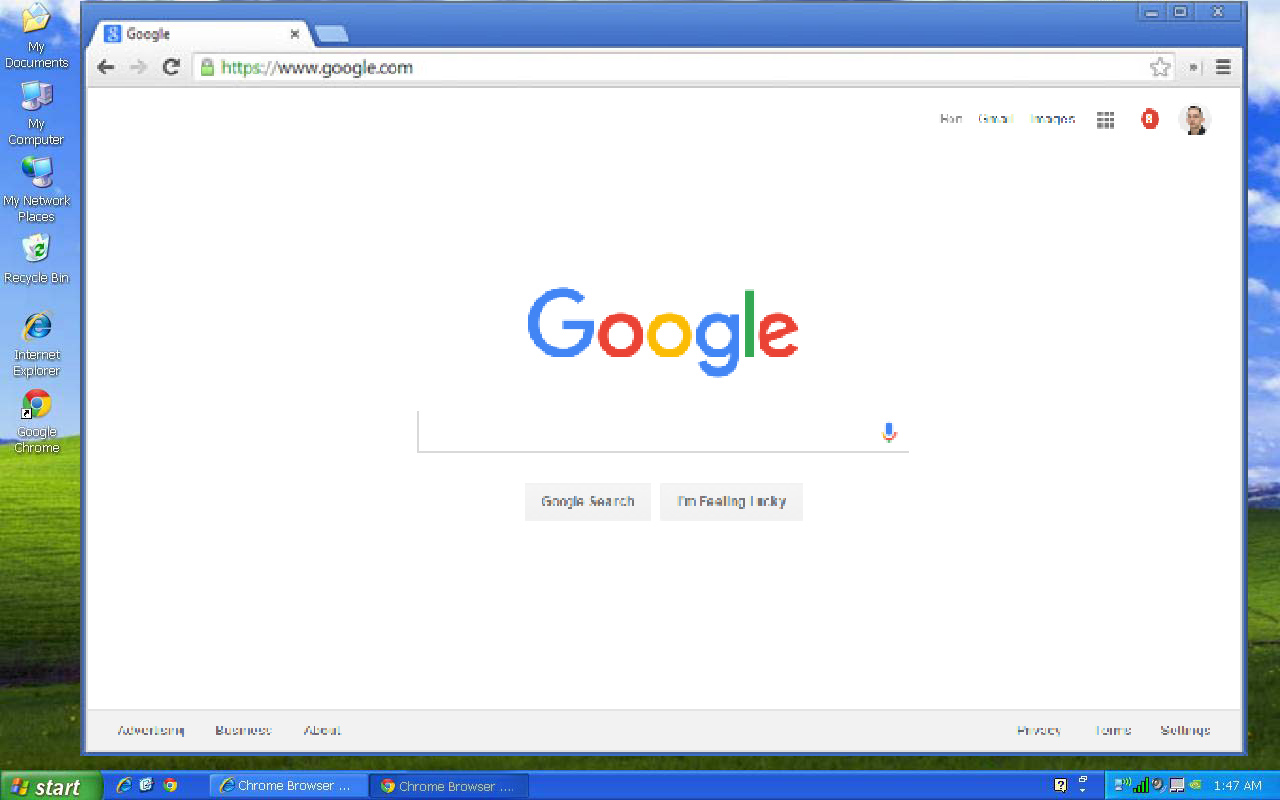 My
Documents
My
Computer
My Network
Places
Recycle Bin
Internet
Explorer
Google
Chrome
Google
https://www.google.com
Gmail Images
8
Google
Google Search I'm Feeling Lucky
Advertising Business About
Privacy Terms Settings
start
Chrome Browser ...
Chrome Browser ....
1:47 AM